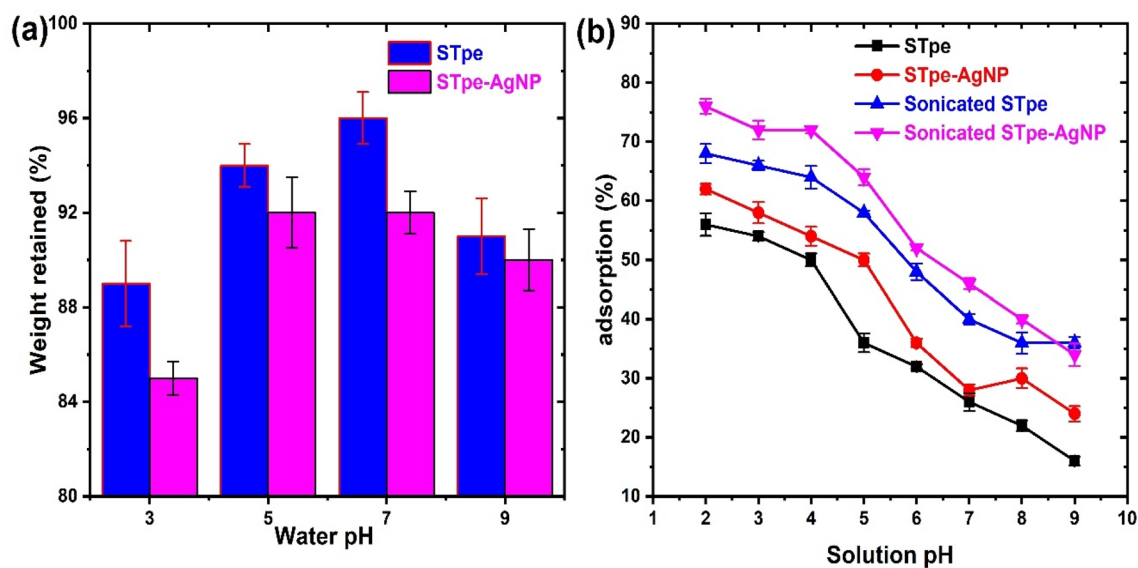 (a)
100
96
92
88
84
80
Weight retained (%)
STpe
STpe-AgNP
3 5 7 9
Water pH
(b)
90
80
70
60
50
40
30
20
10
adsorption (%)
STpe
STpe-AgNP
Sonicated STpe
Sonicated STpe-AgNP
1 2 3 4 5 6 7 8 9 10
Solution pH